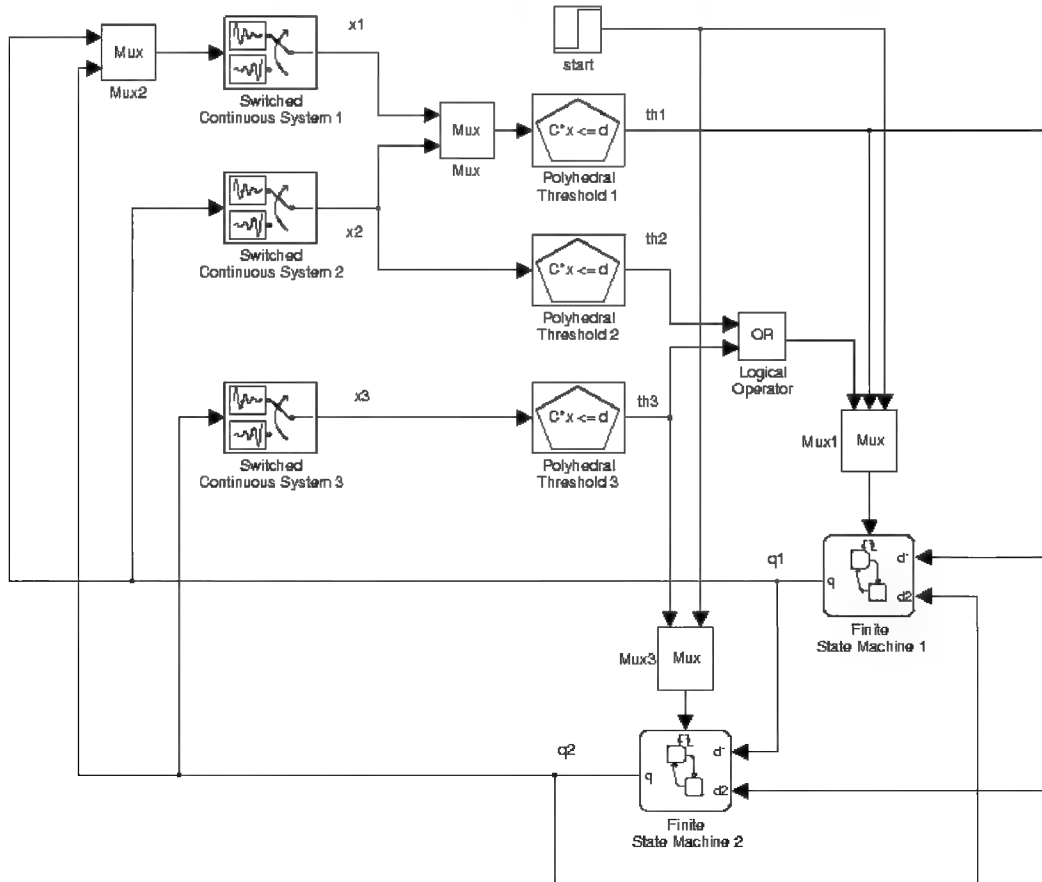 x1
Mux
Mux2
Switched
Continuous System 1
start
Mux
Mux
C*x <= d
th1
Polyhedral
Threshold 1
x2
Switched
Continuous System 2
th2
C*x <= d
Polyhedral
Threshold 2
OR
Logical
Operator
x3
Switched
Continuous System 3
th3
C*x <= d
Polyhedral
Threshold 3
Mux1
Mux
q1
q
d2
Finite
State Machine 1
Mux3
Mux
q2
q
d2
Finite
State Machine 2